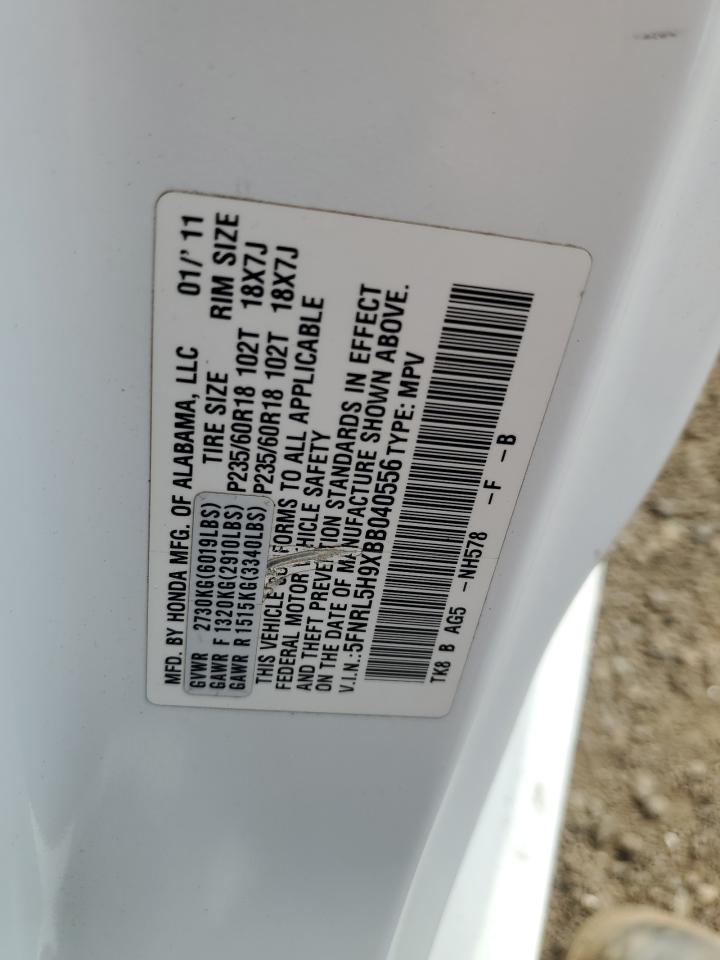 MFD. BY HONDA MFG. OF ALABAMA, LLC 01/' 11
TIRE SIZE RIM SIZE
GVWR 2730KG(6019LBS)
GAWR F 1320KG(2910LBS) P235/60R18 102T 18X7J
GAWR R 1515KG(3340LBS) P235/60R18 102T 18X7J
THIS VEHICLE CONFORMS TO ALL APPLICABLE
FEDERAL MOTOR VEHICLE SAFETY
AND THEFT PREVENTION STANDARDS IN EFFECT
ON THE DATE OF MANUFACTURE SHOWN ABOVE.
V.I.N.:5FNRL5H9XBB040556 TYPE: MPV
TK8 B AG5 -NH578 -F -B